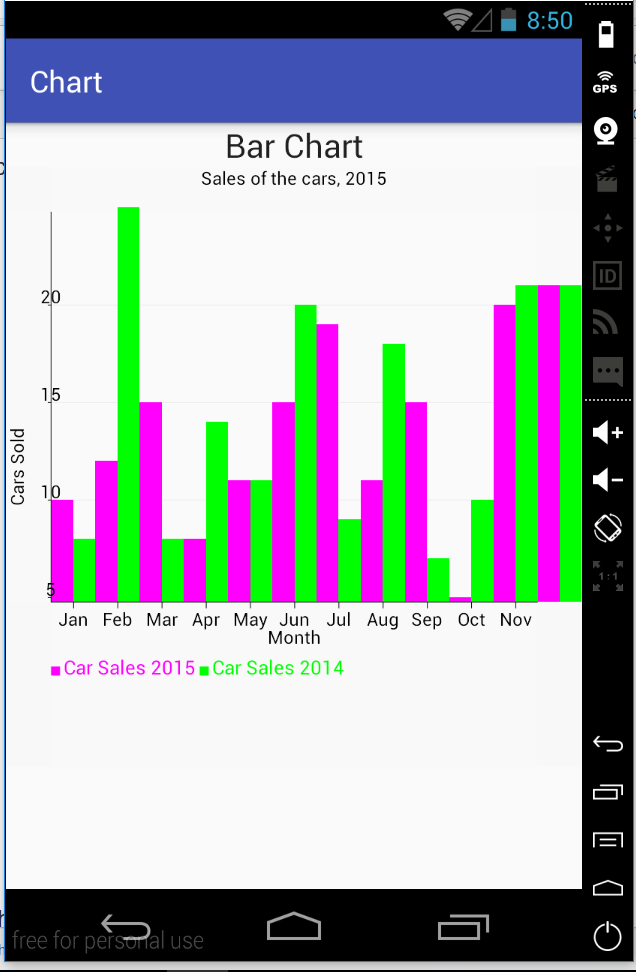 8:50
Chart
GPS
Bar Chart
Sales of the cars, 2015
ID
20
15
Cars Sold
10
5
1:1
Jan Feb Mar Apr May Jun Jul Aug Sep Oct Nov
Month
Car Sales 2015 Car Sales 2014
free for personal use